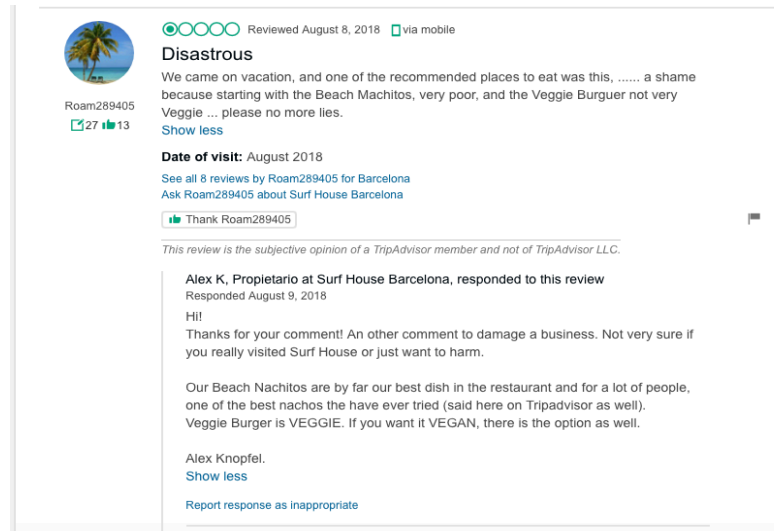 Reviewed August 8, 2018 via mobile
Disastrous
We came on vacation, and one of the recommended places to eat was this, ...... a shame
because starting with the Beach Machitos, very poor, and the Veggie Burguer not very
Veggie ... please no more lies.
Show less
Roam289405
27 13
Date of visit: August 2018
See all 8 reviews by Roam289405 for Barcelona
Ask Roam289405 about Surf House Barcelona
Thank Roam289405
This review is the subjective opinion of a TripAdvisor member and not of TripAdvisor LLC.
Alex K, Propietario at Surf House Barcelona, responded to this review
Responded August 9, 2018
Hi!
Thanks for your comment! An other comment to damage a business. Not very sure if
you really visited Surf House or just want to harm.
Our Beach Nachitos are by far our best dish in the restaurant and for a lot of people,
one of the best nachos the have ever tried (said here on Tripadvisor as well).
Veggie Burger is VEGGIE. If you want it VEGAN, there is the option as well.
Alex Knopfel.
Show less
Report response as inappropriate